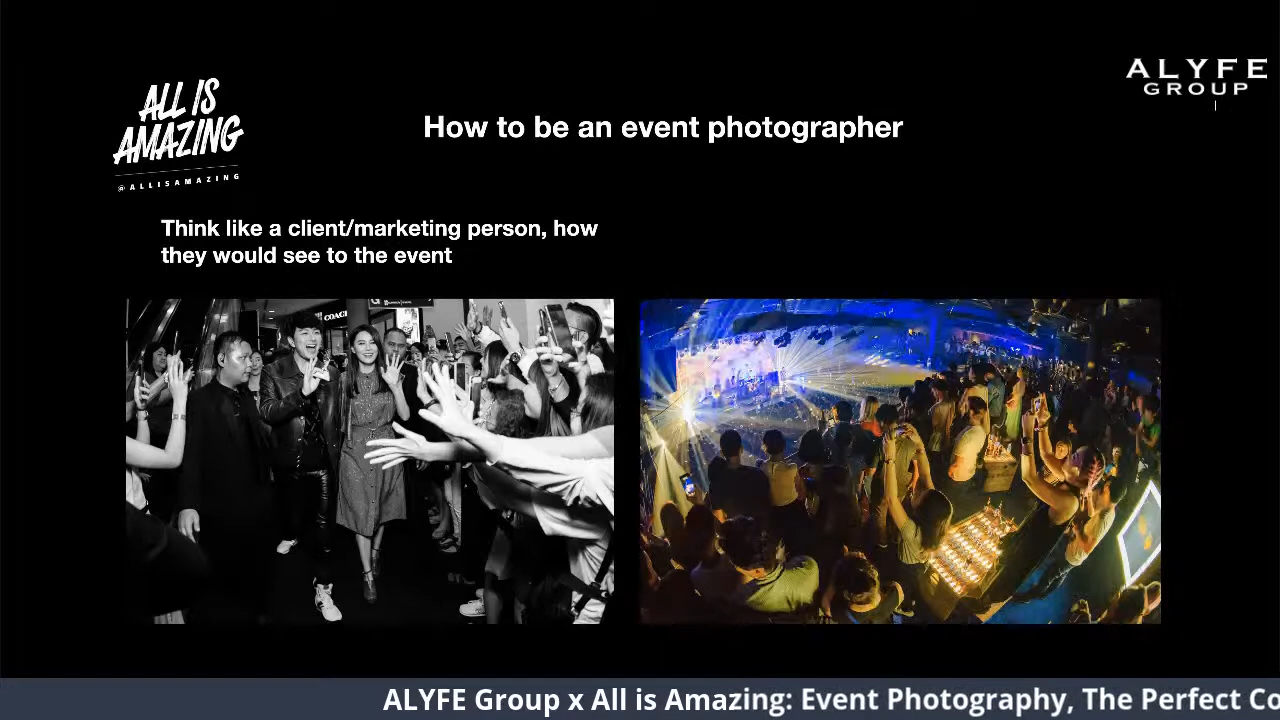 ALL IS
AMAZING
@ALLISAMAZING
ALYFE
GROUP
How to be an event photographer
Think like a client/marketing person, how
they would see to the event
COACH
ALYFE Group x All is Amazing: Event Photography, The Perfect Co